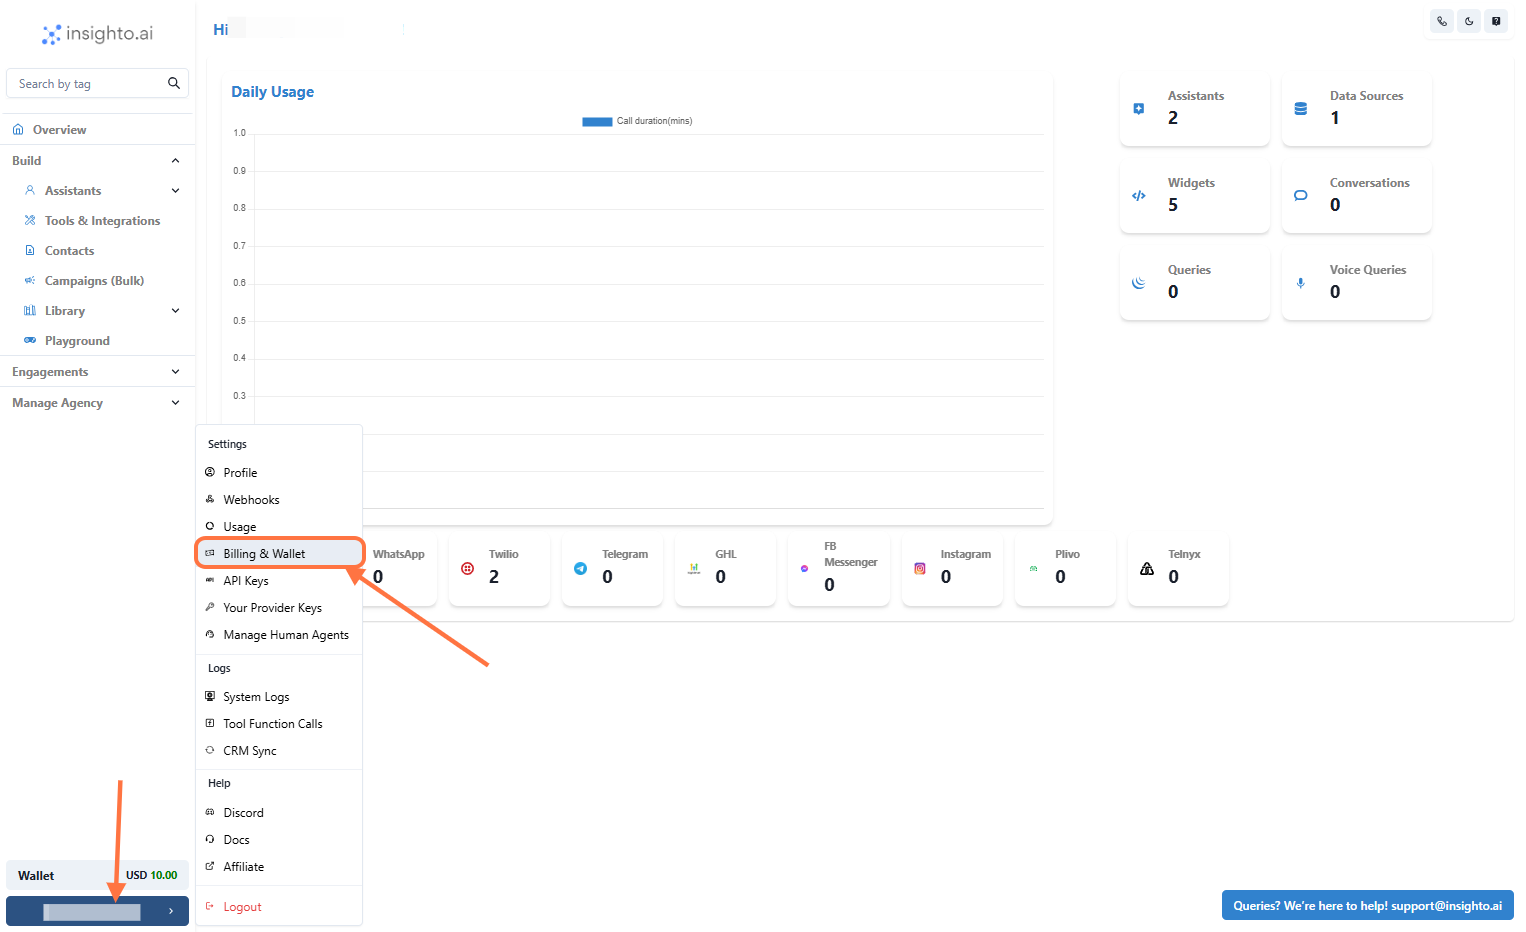 insighto.ai
Search by tag
Overview
Build
Assistants
Tools & Integrations
Contacts
Campaigns (Bulk)
Library
Playground
Engagements
Manage Agency
Wallet USD 10.00
Hi
Daily Usage
Call duration(mins)
1.0
0.9
0.8
0.7
0.6
0.5
0.4
0.3
Assistants
2
Data Sources
1
Widgets
5
Conversations
0
Queries
0
Voice Queries
0
Settings
Profile
Webhooks
Usage
Billing & Wallet
API Keys
Your Provider Keys
Manage Human Agents
Logs
System Logs
Tool Function Calls
CRM Sync
Help
Discord
Docs
Affiliate
Logout
WhatsApp
0
Twilio
2
Telegram
0
GHL
0
FB
Messenger
0
Instagram
0
Plivo
0
Telnyx
0
Queries? We're here to help! support@insighto.ai